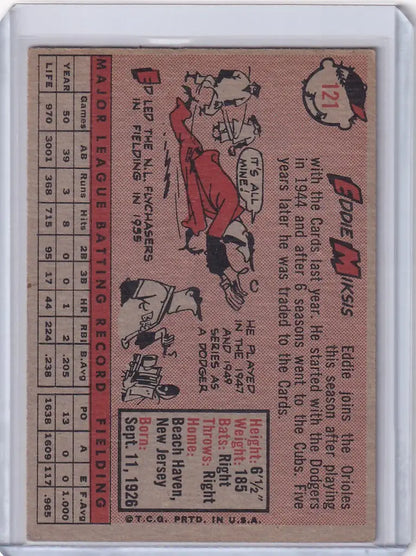 121
EDDIE MIKSIS
Eddie joins the Orioles
this season after playing
with the Cards last year. He started with the Dodgers
in 1944 and after 6 seasons went to the Cubs. Five
years later he was traded to the Cards.
Height: 6'½"
Weight: 185
Bats: Right
Throws: Right
Home:
Beach Haven,
New Jersey
Born:
Sept. 11, 1926
©T.C.G. PRTD. IN U.S.A.
IT'S ALL
MINE!
ED LED THE N.L. FLYCHASERS
IN FIELDING IN 1955
HE PLAYED
IN THE 1947
AND 1949
SERIES AS
A DODGER
MAJOR LEAGUE BATTING RECORD FIELDING
YEAR Games AB Runs Hits 2B 3B HR RBI B.Avg PO A E F.Avg
YEAR 50 39 3 8 0 0 1 2 .205 13 0 0 1.000
LIFE 970 3001 368 715 95 17 44 224 .238 1638 1609 117 .965